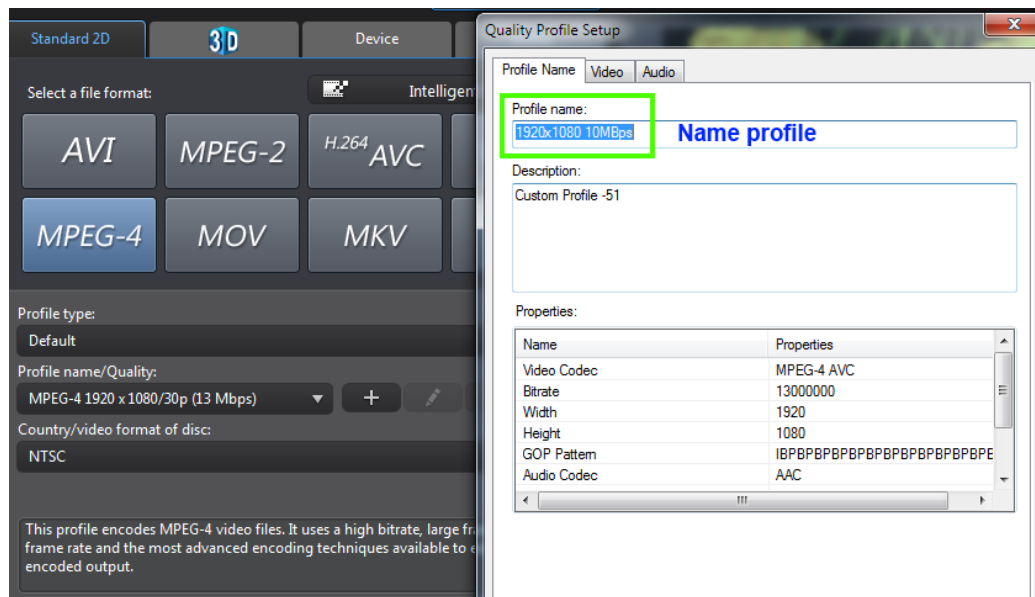 Standard 2D
3D
Device
Select a file format:
Intelligen
AVI
MPEG-2
H.264 AVC
MPEG-4
MOV
MKV
Profile type:
Default
Profile name/Quality:
MPEG-4 1920 x 1080/30p (13 Mbps)
+
Country/video format of disc:
NTSC
This profile encodes MPEG-4 video files. It uses a high bitrate, large fr
frame rate and the most advanced encoding techniques available to e
encoded output.
Quality Profile Setup
Profile Name
Video
Audio
Profile name:
1920x1080 10MBps
Name profile
Description:
Custom Profile -51
Properties:
Name
Properties
Video Codec
MPEG-4 AVC
Bitrate
13000000
Width
1920
Height
1080
GOP Pattern
IBPBPBPBPBPBPBPBPBPBPBPBPE
Audio Codec
AAC